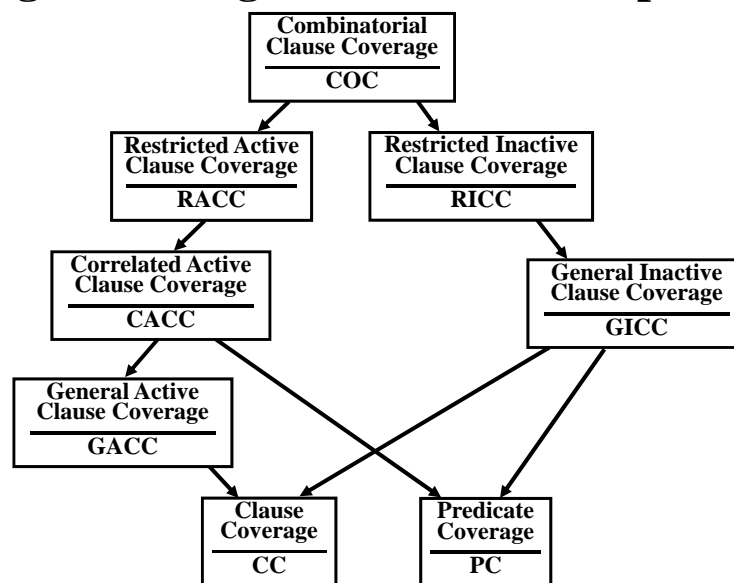 Combinatorial
Clause Coverage
COC
Restricted Active
Clause Coverage
RACC
Restricted Inactive
Clause Coverage
RICC
Correlated Active
Clause Coverage
CACC
General Inactive
Clause Coverage
GICC
General Active
Clause Coverage
GACC
Clause
Coverage
CC
Predicate
Coverage
PC